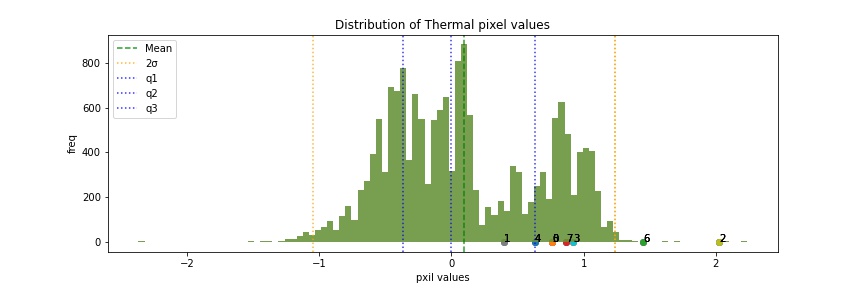 Distribution of Thermal pixel values
freq
800
600
400
200
0
Mean
2σ
q1
q2
q3
1 4 7 3 6 2
−2 −1 0 1 2
pxil values